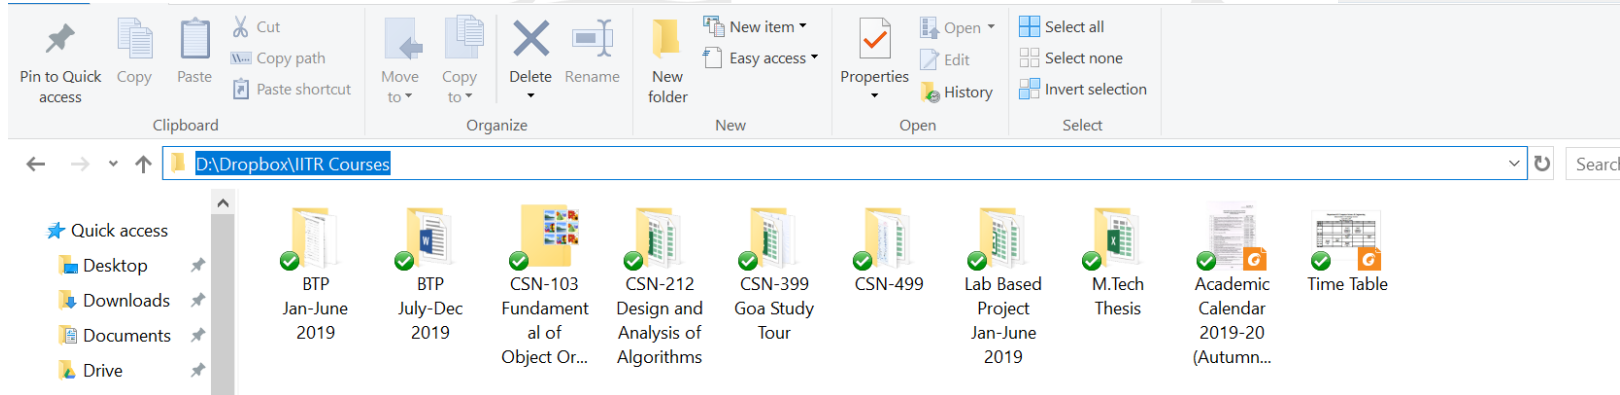 Pin to Quick
access
Copy
Paste
Cut
Copy path
Paste shortcut
Clipboard
Move
to
Copy
to
Delete
Rename
Organize
New
folder
New item
Easy access
New
Properties
Open
Edit
History
Open
Select all
Select none
Invert selection
Select
D:\Dropbox\IITR Courses
Searc
Quick access
Desktop
Downloads
Documents
Drive
BTP
Jan-June
2019
BTP
July-Dec
2019
CSN-103
Fundament
al of
Object Or...
CSN-212
Design and
Analysis of
Algorithms
CSN-399
Goa Study
Tour
CSN-499
Lab Based
Project
Jan-June
2019
M.Tech
Thesis
Academic
Calendar
2019-20
(Autumn...
Time Table